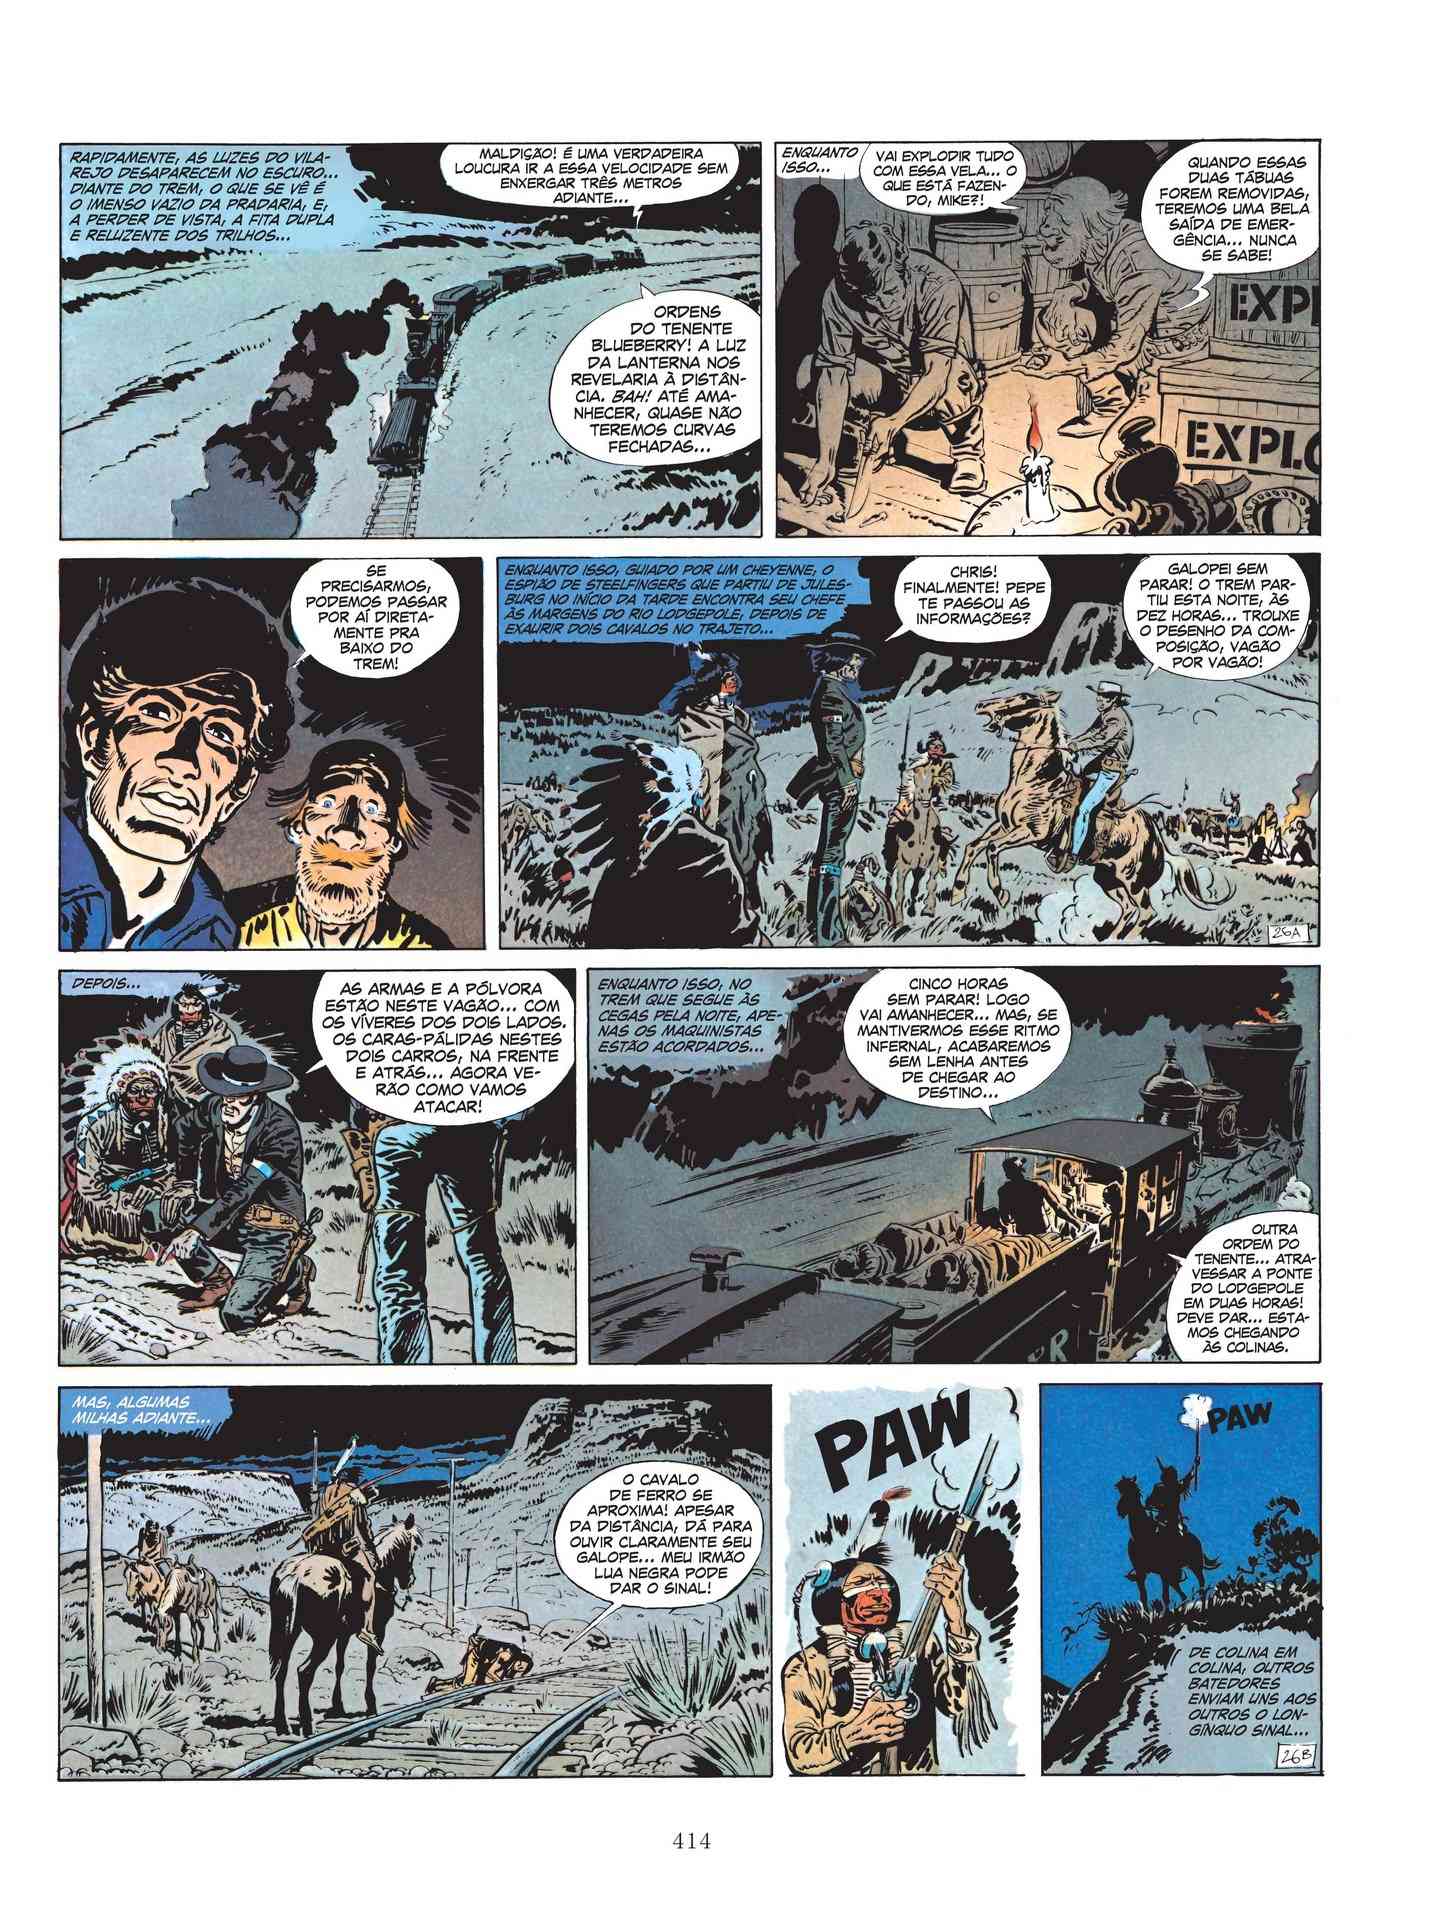 RAPIDAMENTE, AS LUZES DO VILA-
REJO DESAPARECEM NO ESCURO...
DIANTE DO TREM, O QUE SE VÊ É
O IMENSO VAZIO DA PRADARIA, E,
A PERDER DE VISTA, A FITA DUPLA
E RELUZENTE DOS TRILHOS...
MALDIÇÃO! É UMA VERDADEIRA
LOUCURA IR A ESSA VELOCIDADE SEM
ENXERGAR TRÊS METROS
ADIANTE...
ORDENS
DO TENENTE
BLUEBERRY! A LUZ
DA LANTERNA NOS
REVELARIA À DISTÂN-
CIA. BAH! ATÉ AMA-
NHECER, QUASE NÃO
TEREMOS CURVAS
FECHADAS...
ENQUANTO
ISSO...
VAI EXPLODIR TUDO
COM ESSA VELA... O
QUE ESTÁ FAZEN-
DO, MIKE?!
QUANDO ESSAS
DUAS TÁBUAS
FOREM REMOVIDAS,
TEREMOS UMA BELA
SAÍDA DE EMER-
GÊNCIA... NUNCA
SE SABE!
EXPL
EXPLO
SE
PRECISARMOS,
PODEMOS PASSAR
POR AÍ DIRETA-
MENTE PRA
BAIXO DO
TREM!
ENQUANTO ISSO, GUIADO POR UM CHEYENNE, O
ESPIÃO DE STEELFINGERS QUE PARTIU DE JULES-
BURG NO INÍCIO DA TARDE ENCONTRA SEU CHEFE
ÀS MARGENS DO RIO LODGEPOLE, DEPOIS DE
EXAURIR DOIS CAVALOS NO TRAJETO...
CHRIS!
FINALMENTE! PEPE
TE PASSOU AS
INFORMAÇÕES?
GALOPEI SEM
PARAR! O TREM PAR-
TIU ESTA NOITE, ÀS
DEZ HORAS... TROUXE
O DESENHO DA COM-
POSIÇÃO, VAGÃO
POR VAGÃO!
26A
DEPOIS...
AS ARMAS E A PÓLVORA
ESTÃO NESTE VAGÃO... COM
OS VÍVERES DOS DOIS LADOS.
OS CARAS-PÁLIDAS NESTES
DOIS CARROS, NA FRENTE
E ATRÁS... AGORA VE-
RÃO COMO VAMOS
ATACAR!
ENQUANTO ISSO, NO
TREM QUE SEGUE ÀS
CEGAS PELA NOITE, APE-
NAS OS MAQUINISTAS
ESTÃO ACORDADOS...
CINCO HORAS
SEM PARAR! LOGO
VAI AMANHECER... MAS, SE
MANTIVERMOS ESSE RITMO
INFERNAL, ACABAREMOS
SEM LENHA ANTES
DE CHEGAR AO
DESTINO...
OUTRA
ORDEM DO
TENENTE... ATRA-
VESSAR A PONTE
DO LODGEPOLE
EM DUAS HORAS!
DEVE DAR... ESTA-
MOS CHEGANDO
ÀS COLINAS.
R
MAS, ALGUMAS
MILHAS ADIANTE...
O CAVALO
DE FERRO SE
APROXIMA! APESAR
DA DISTÂNCIA, DÁ PARA
OUVIR CLARAMENTE SEU
GALOPE... MEU IRMÃO
LUA NEGRA PODE
DAR O SINAL!
PAW
PAW
DE COLINA EM
COLINA, OUTROS
BATEDORES
ENVIAM UNS AOS
OUTROS O LON-
GÍNQUO SINAL...
26B
414